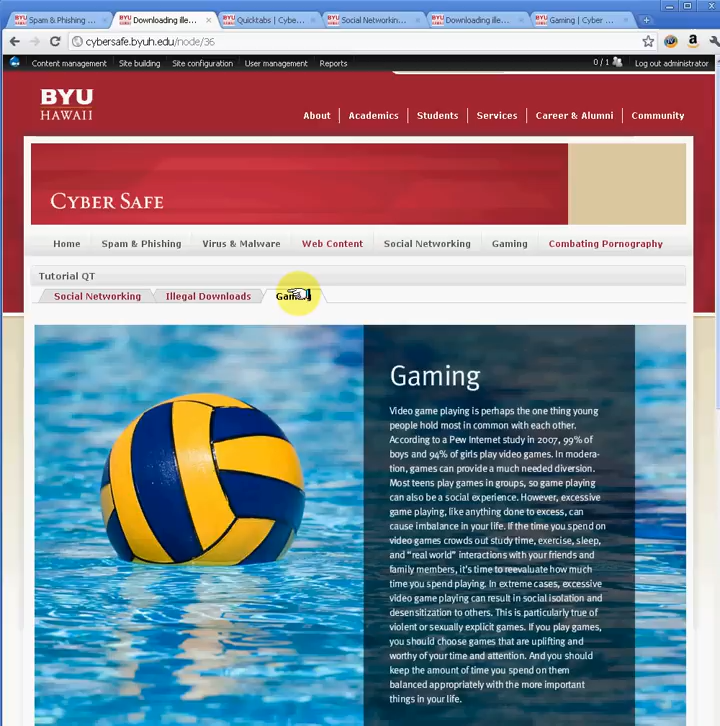 Spam & Phishing ...
Downloading ille...
Quicktabs | Cybe...
Social Networkin...
Downloading ille...
Gaming | Cyber ...
cybersafe.byuh.edu/node/36
Content management
Site building
Site configuration
User management
Reports
0 / 1
Log out administrator
BYU
HAWAII
About
Academics
Students
Services
Career & Alumni
Community
CYBER SAFE
Home
Spam & Phishing
Virus & Malware
Web Content
Social Networking
Gaming
Combating Pornography
Tutorial QT
Social Networking
Illegal Downloads
Gaming
Video game playing is perhaps the one thing young
people hold most in common with each other.
According to a Pew Internet study in 2007, 99% of
boys and 94% of girls play video games. In modera-
tion, games can provide a much needed diversion.
Most teens play games in groups, so game playing
can also be a social experience. However, excessive
game playing, like anything done to excess, can
cause imbalance in your life. If the time you spend on
video games crowds out study time, exercise, sleep,
and “real world” interactions with your friends and
family members, it’s time to reevaluate how much
time you spend playing. In extreme cases, excessive
video game playing can result in social isolation and
desensitization to others. This is particularly true of
violent or sexually explicit games. If you play games,
you should choose games that are uplifting and
worthy of your time and attention. And you should
keep the amount of time you spend on them
balanced appropriately with the more important
things in your life.